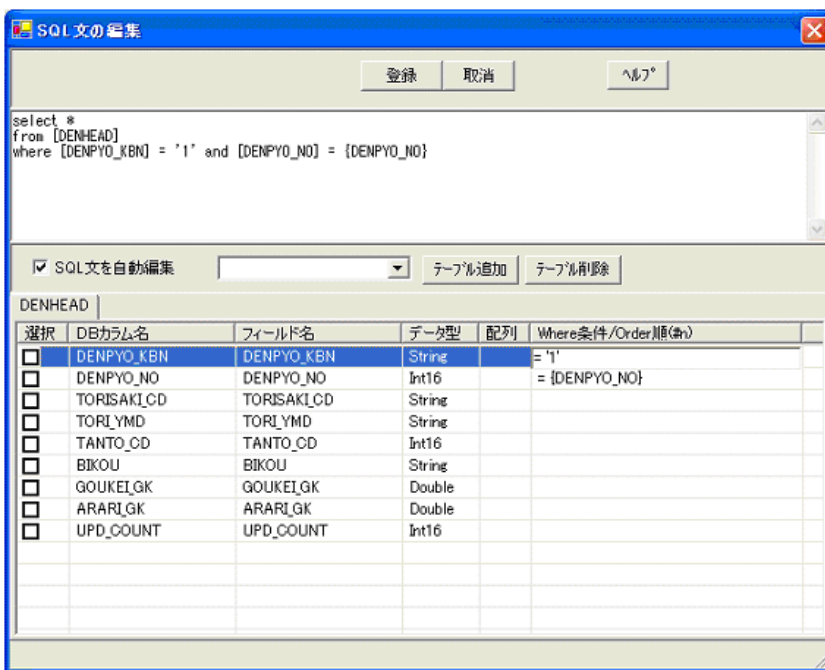 SQL文の編集
登録 取消 ﾍﾙﾌﾟ
select *
from [DENHEAD]
where [DENPYO_KBN] = '1' and [DENPYO_NO] = {DENPYO_NO}
SQL文を自動編集 ﾃｰﾌﾞﾙ追加 ﾃｰﾌﾞﾙ削除
DENHEAD
選択 DBカラム名 フィールド名 データ型 配列 Where条件/Order順(#n)
DENPYO_KBN DENPYO_KBN String = '1'
DENPYO_NO DENPYO_NO Int16 = {DENPYO_NO}
TORISAKI_CD TORISAKI_CD String
TORI_YMD TORI_YMD String
TANTO_CD TANTO_CD Int16
BIKOU BIKOU String
GOUKEI_GK GOUKEI_GK Double
ARARI_GK ARARI_GK Double
UPD_COUNT UPD_COUNT Int16